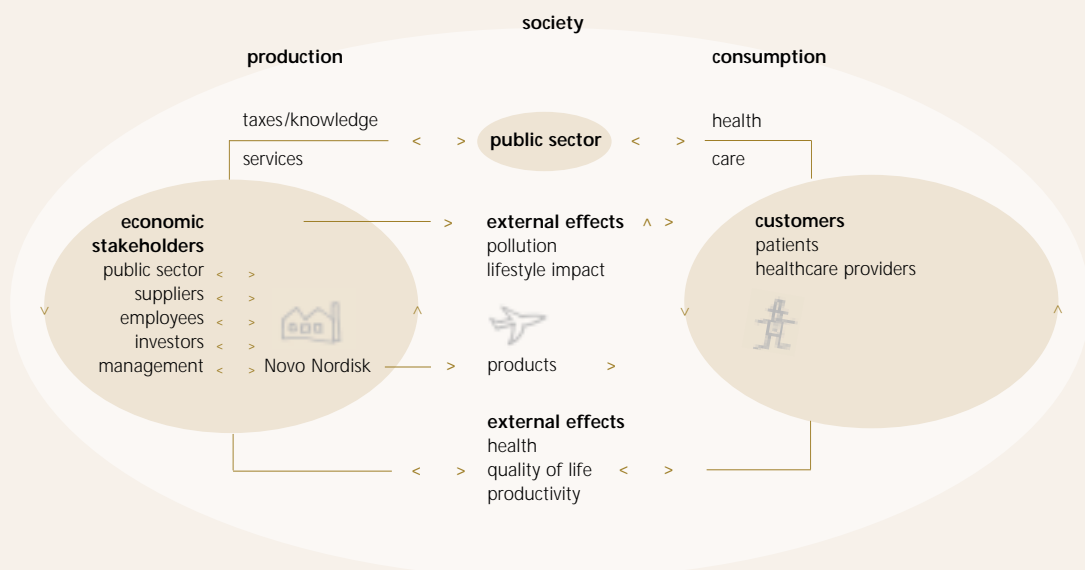 society
production
consumption
taxes/knowledge
services
< >
public sector
< >
health
care
economic
stakeholders
public sector < >
suppliers < >
employees < >
investors < >
management < > Novo Nordisk
>
external effects ^ >
pollution
lifestyle impact
> products >
customers
patients
healthcare providers
external effects
health
< > quality of life < >
productivity